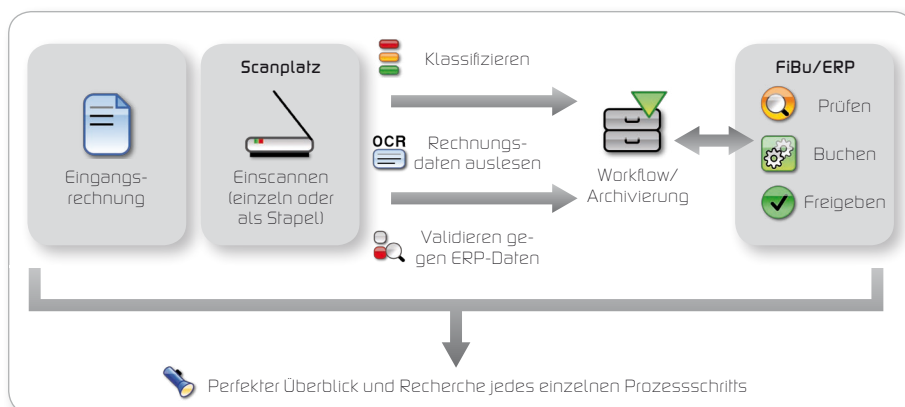 Eingangs-
rechnung
Scanplatz
Einscannen
(einzeln oder
als Stapel)
Klassifizieren
OCR
Rechnungs-
daten auslesen
Validieren ge-
gen ERP-Daten
Workflow/
Archivierung
FiBu/ERP
Prüfen
Buchen
Freigeben
Perfekter Überblick und Recherche jedes einzelnen Prozessschritts